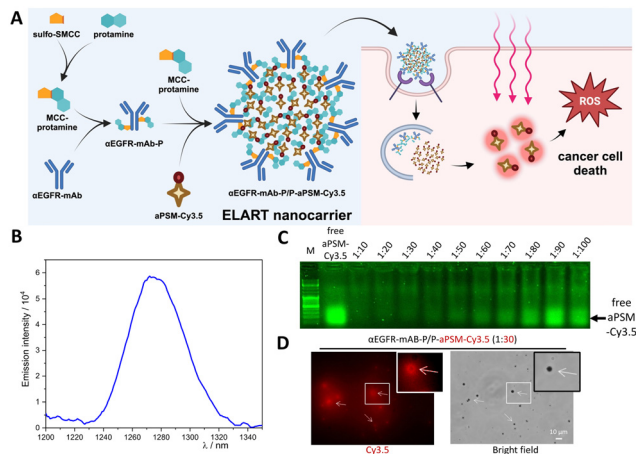 A
sulfo-SMCC
protamine
MCC-
protamine
MCC-
protamine
αEGFR-mAb-P
αEGFR-mAb
aPSM-Cy3.5
αEGFR-mAb-P/P-aPSM-Cy3.5
ELART nanocarrier
ROS
cancer cell
death
B
Emission intensity / 10⁴
6
5
4
3
2
1
0
1200
1220
1240
1260
1280
1300
1320
1340
λ / nm
C
M
free
aPSM-
Cy3.5
1:10
1:20
1:30
1:40
1:50
1:60
1:70
1:80
1:90
1:100
free
aPSM
-Cy3.5
D
αEGFR-mAB-P/P-aPSM-Cy3.5 (1:30)
10 µm
Cy3.5
Bright field